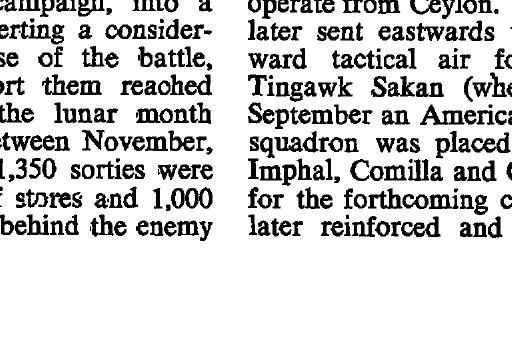 campaign, into a
erting a consider-
se of the battle,
ort them reached
the lunar month
etween November,
1,350 sorties were
f stores and 1,000
behind the enemy
operate from Ceylon.
later sent eastwards
ward tactical air fo
Tingawk Sakan (whe
September an America
squadron was placed
Imphal, Comilla and
for the forthcoming c
later reinforced and